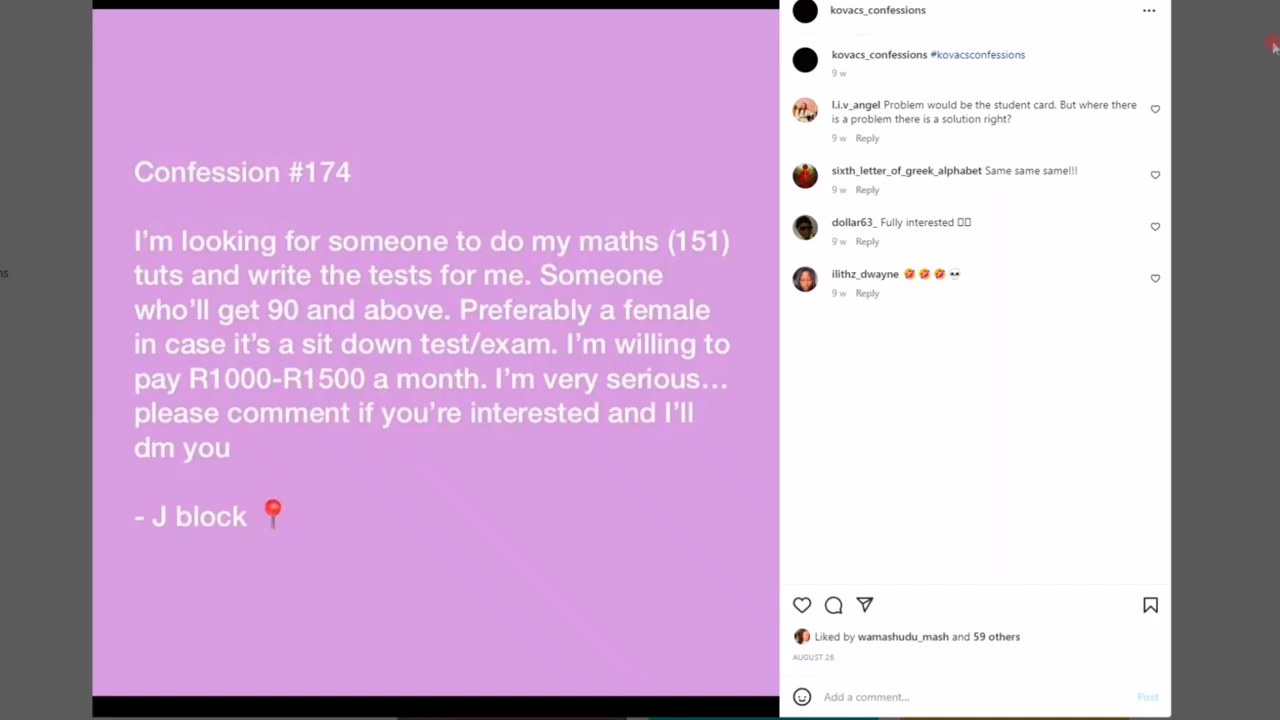 Confession #174
I’m looking for someone to do my maths (151)
tuts and write the tests for me. Someone
who’ll get 90 and above. Preferably a female
in case it’s a sit down test/exam. I’m willing to
pay R1000-R1500 a month. I’m very serious…
please comment if you’re interested and I’ll
dm you
- J block 📍
kovacs_confessions
kovacs_confessions #kovacsconfessions
9 w
l.i.v_angel Problem would be the student card. But where there
is a problem there is a solution right?
9 w Reply
sixth_letter_of_greek_alphabet Same same same!!!
9 w Reply
dollar63_ Fully interested
9 w Reply
ilithz_dwayne 🤣🤣🤣💀
9 w Reply
Liked by wamashudu_mash and 59 others
AUGUST 26
Add a comment...
Post